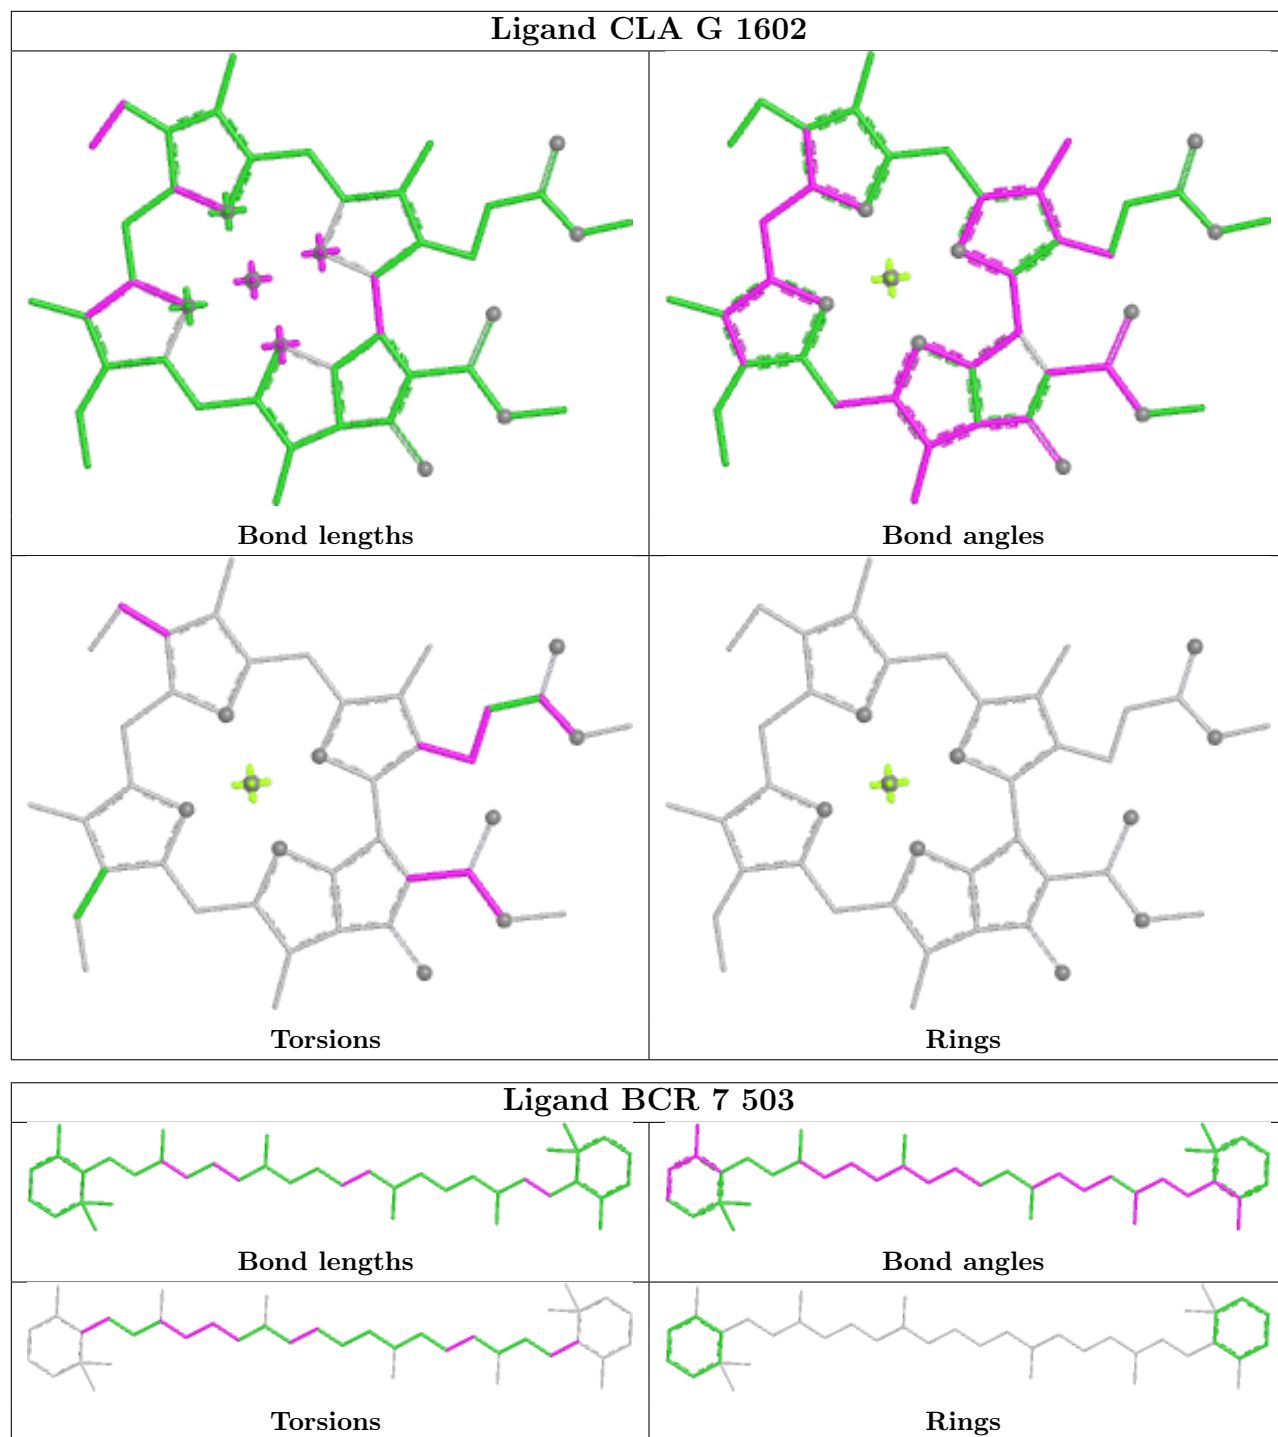 Ligand CLA G 1602
Bond lengths
Bond angles
Torsions
Rings
Ligand BCR 7 503
Bond lengths
Bond angles
Torsions
Rings